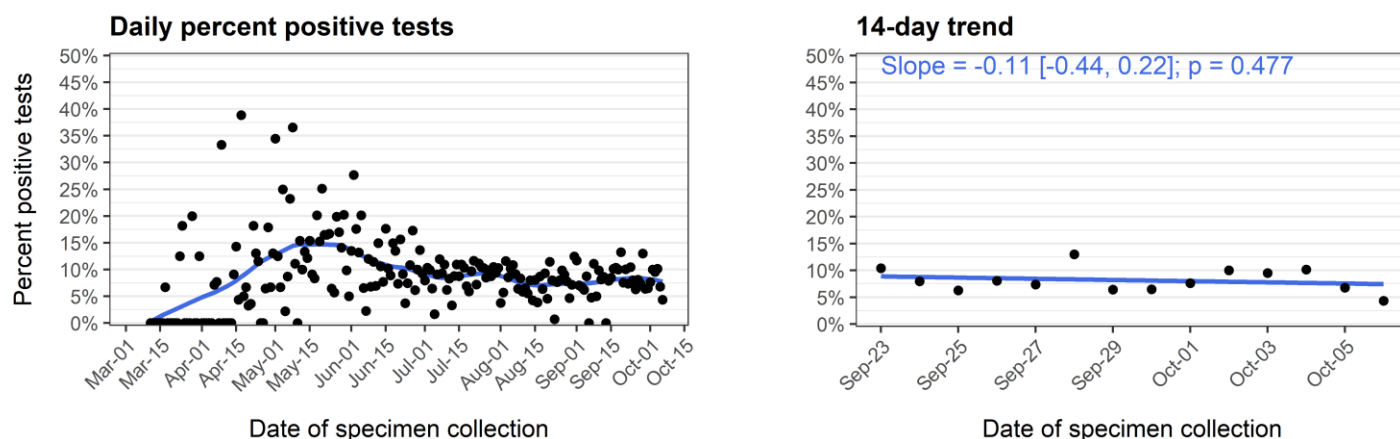 Daily percent positive tests
Percent positive tests
50%
45%
40%
35%
30%
25%
20%
15%
10%
5%
0%
Mar-01
Mar-15
Apr-01
Apr-15
May-01
May-15
Jun-01
Jun-15
Jul-01
Jul-15
Aug-01
Aug-15
Sep-01
Sep-15
Oct-01
Oct-15
Date of specimen collection
14-day trend
Slope = -0.11 [-0.44, 0.22]; p = 0.477
50%
45%
40%
35%
30%
25%
20%
15%
10%
5%
0%
Sep-23
Sep-25
Sep-27
Sep-29
Oct-01
Oct-03
Oct-05
Date of specimen collection